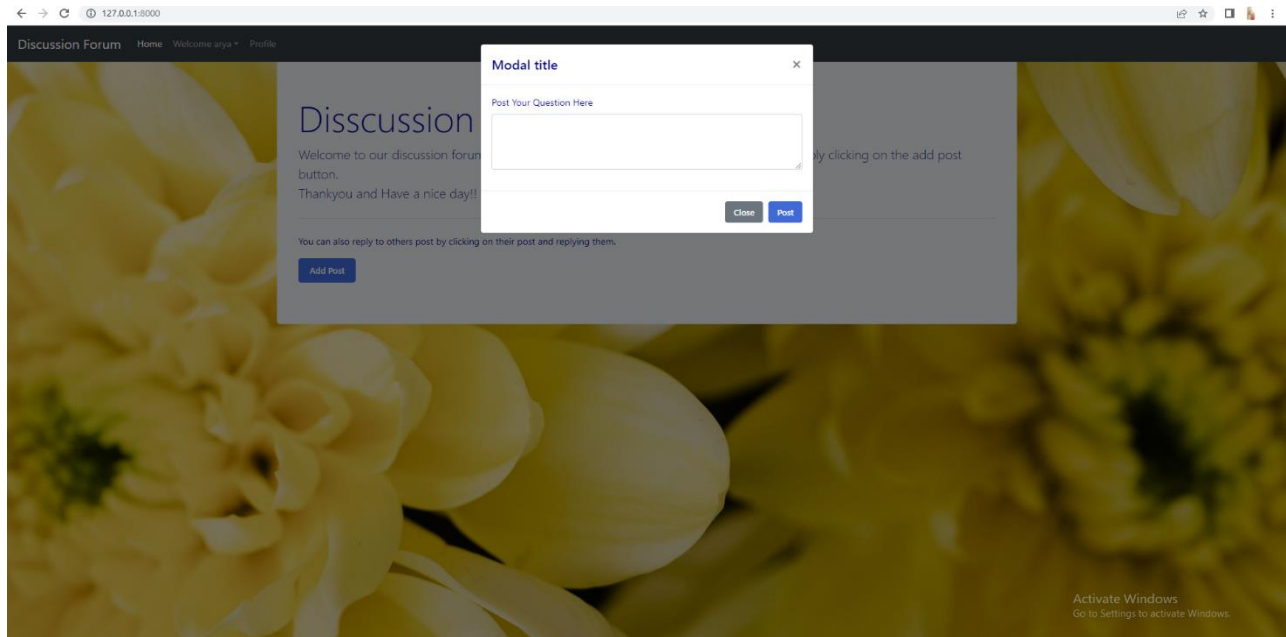 127.0.0.1:8000
Discussion Forum Home Welcome arya Profile
Modal title ×
Post Your Question Here
Close Post
Disscussion
Welcome to our discussion forum
ply clicking on the add post
button.
Thankyou and Have a nice day!!
You can also reply to others post by clicking on their post and replying them.
Add Post
Activate Windows
Go to Settings to activate Windows.